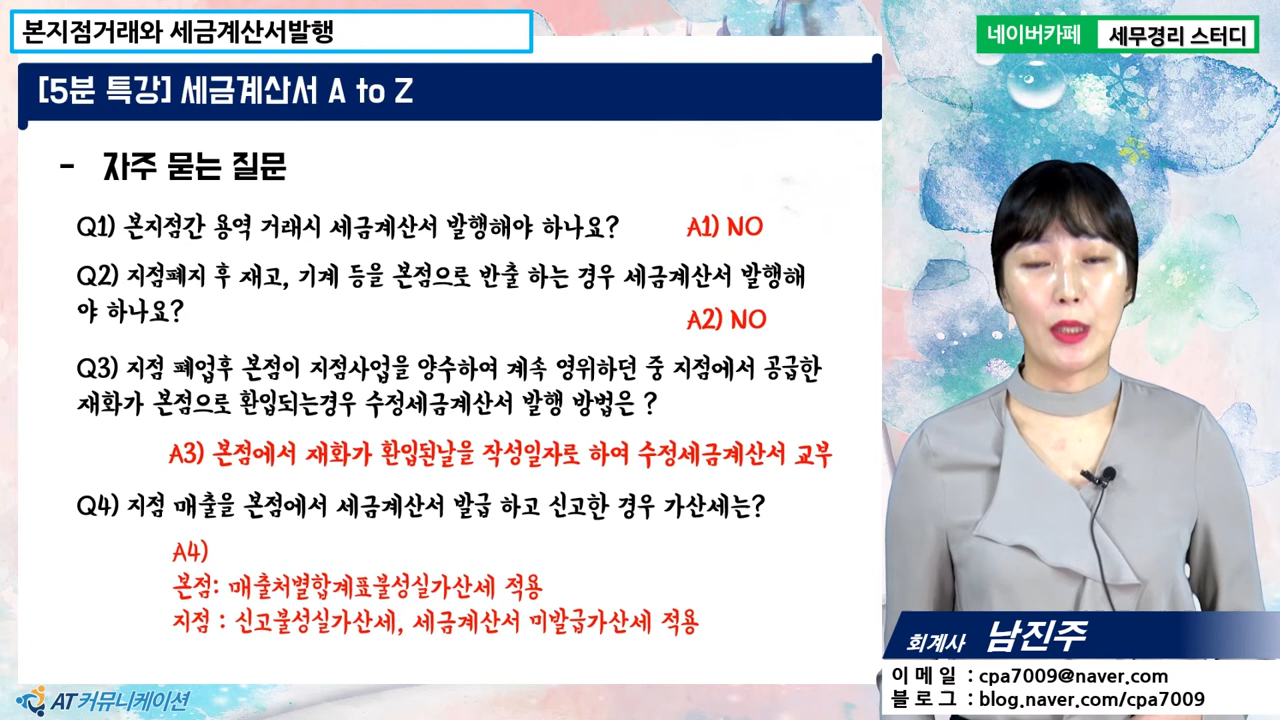 본지점거래와 세금계산서발행
네이버카페 세무경리 스터디
[5분 특강] 세금계산서 A to Z
- 자주 묻는 질문
Q1) 본지점간 용역 거래시 세금계산서 발행해야 하나요? A1) NO
Q2) 지점폐지 후 재고, 기계 등을 본점으로 반출 하는 경우 세금계산서 발행해
야 하나요?
A2) NO
Q3) 지점 폐업후 본점이 지점사업을 양수하여 계속 영위하던 중 지점에서 공급한
재화가 본점으로 환입되는경우 수정세금계산서 발행 방법은 ?
A3) 본점에서 재화가 환입된날을 작성일자로 하여 수정세금계산서 교부
Q4) 지점 매출을 본점에서 세금계산서 발급 하고 신고한 경우 가산세는?
A4)
본점: 매출처별합계표불성실가산세 적용
지점 : 신고불성실가산세, 세금계산서 미발급가산세 적용
회계사 남진주
이 메 일 : cpa7009@naver.com
블 로 그 : blog.naver.com/cpa7009
AT커뮤니케이션